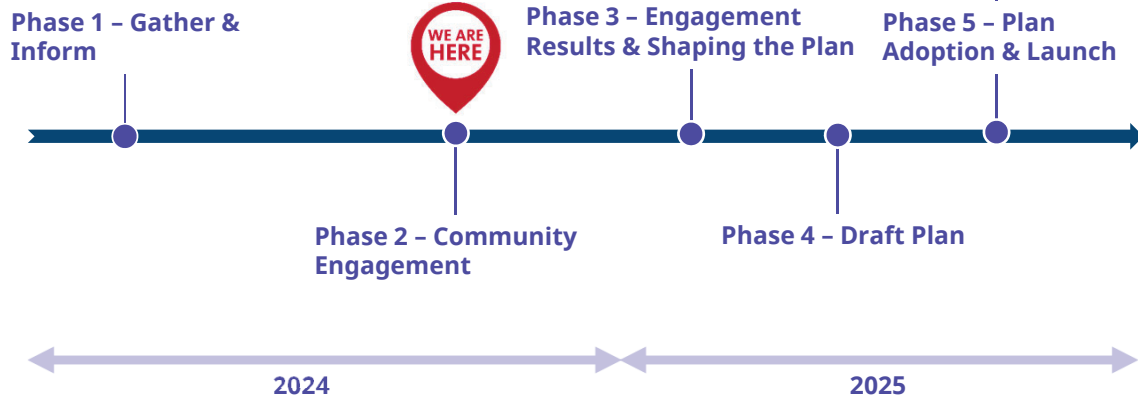 Phase 1 – Gather &
Inform
WE ARE
HERE
Phase 3 – Engagement
Results & Shaping the Plan
Phase 5 – Plan
Adoption & Launch
Phase 2 – Community
Engagement
Phase 4 – Draft Plan
2024
2025